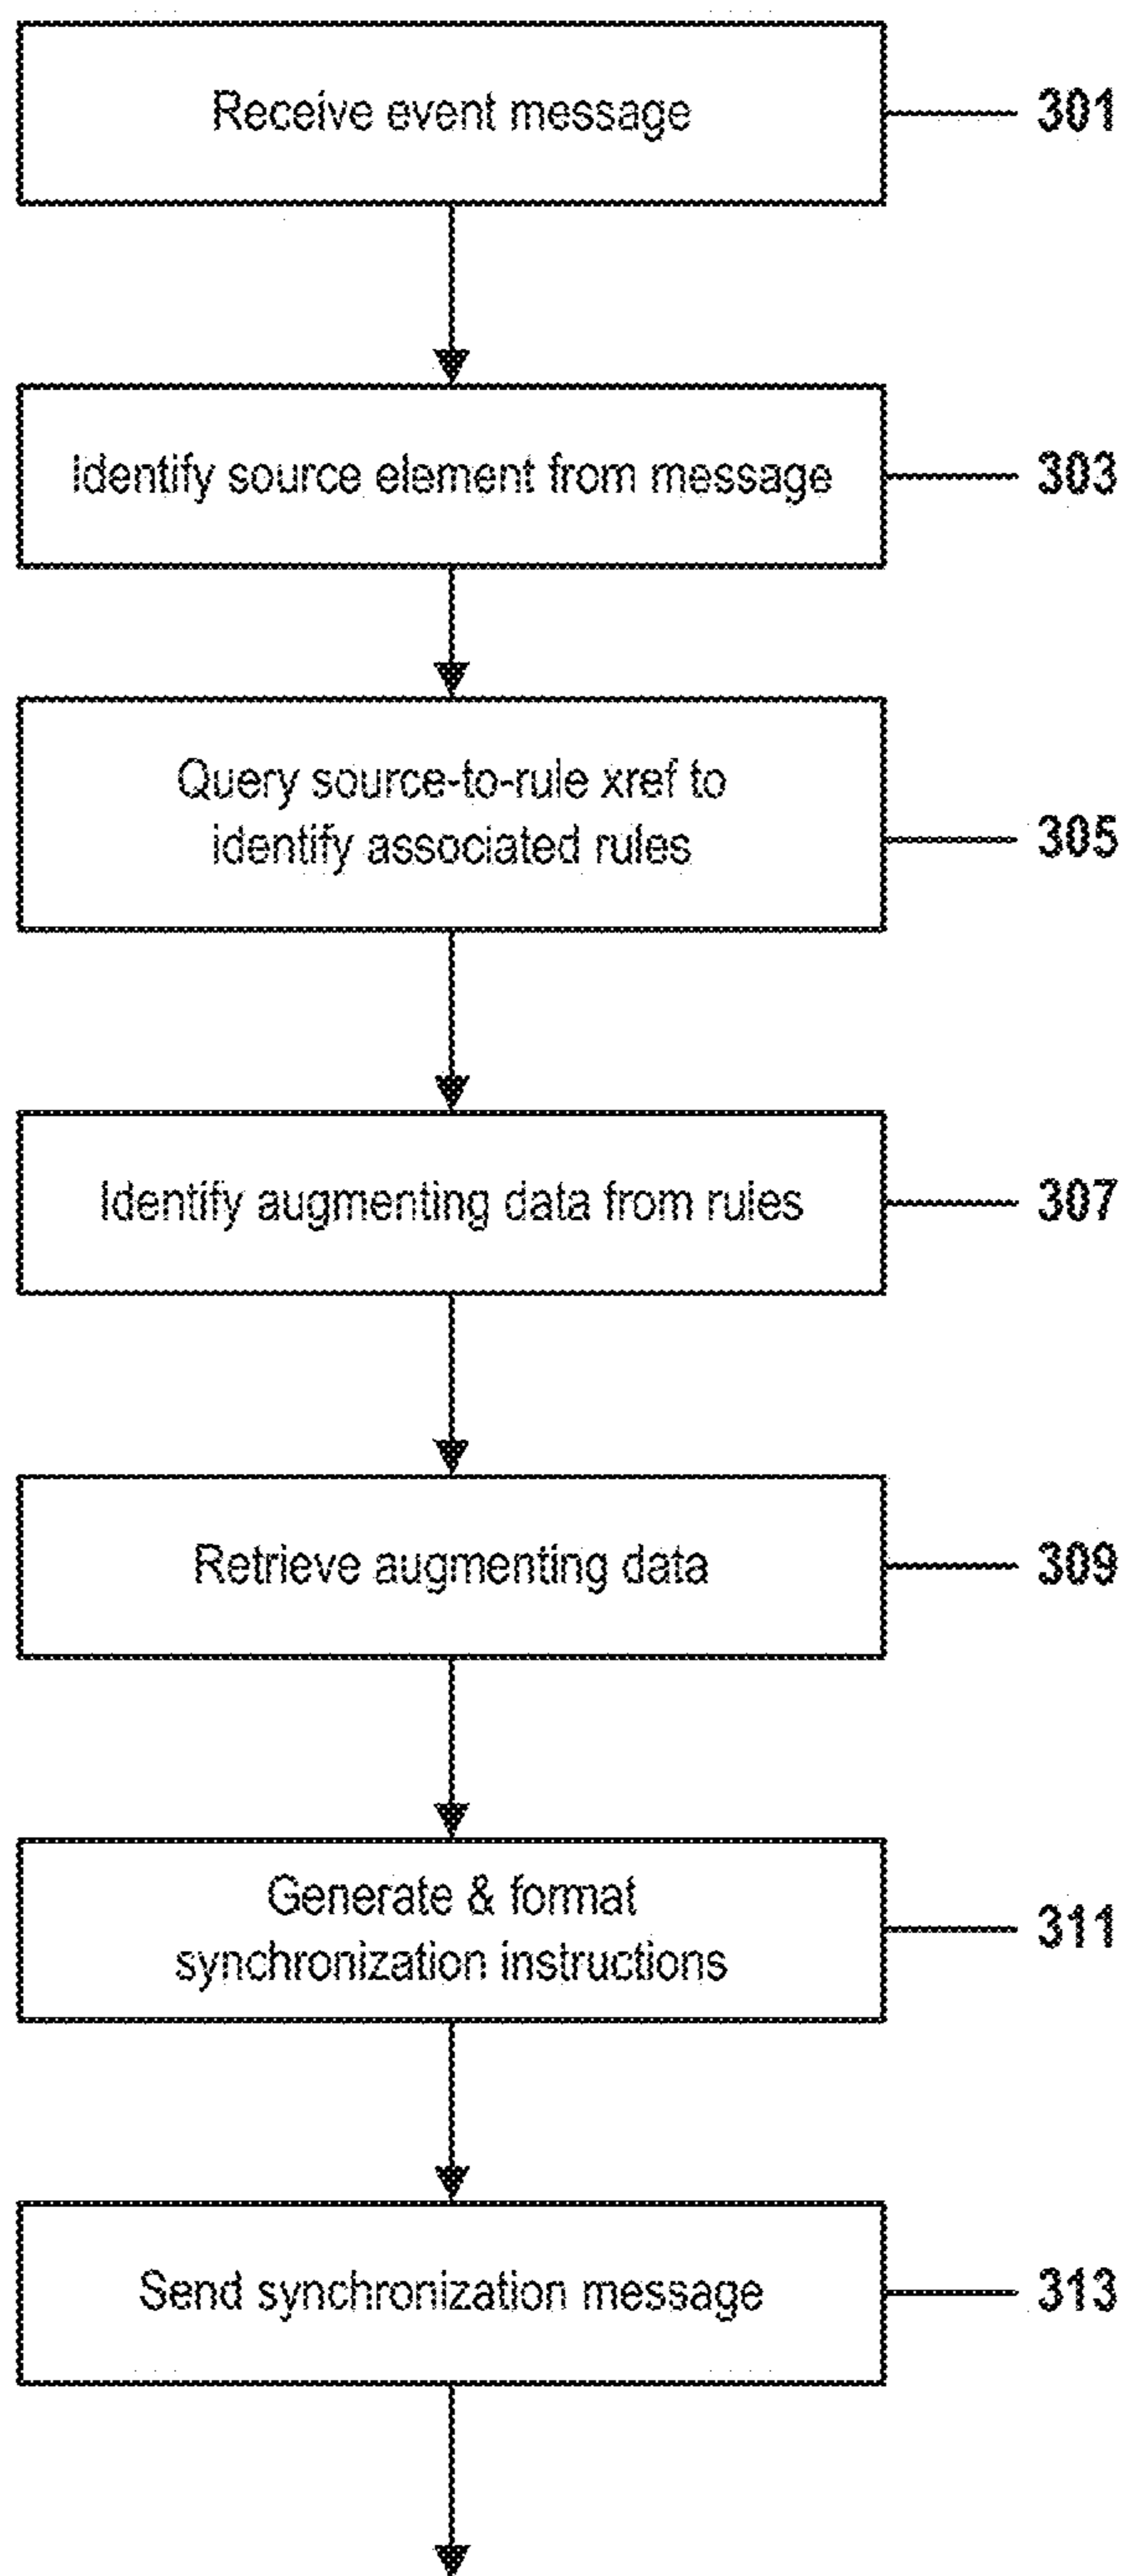 Receive event message
301
Identify source element from message
303
Query source-to-rule xref to
identify associated rules
305
Identify augmenting data from rules
307
Retrieve augmenting data
309
Generate & format
synchronization instructions
311
Send synchronization message
313